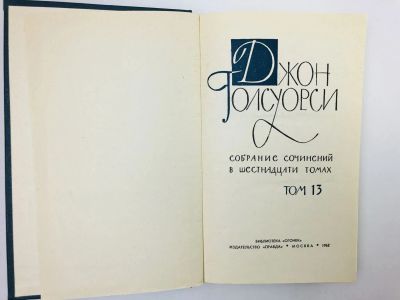 ДЖОН
ГОЛСУОРСИ
СОБРАНИЕ СОЧИНЕНИЙ
В ШЕСТНАДЦАТИ ТОМАХ
ТОМ 13
БИБЛИОТЕКА «ОГОНЕК»
ИЗДАТЕЛЬСТВО «ПРАВДА» • МОСКВА • 1962